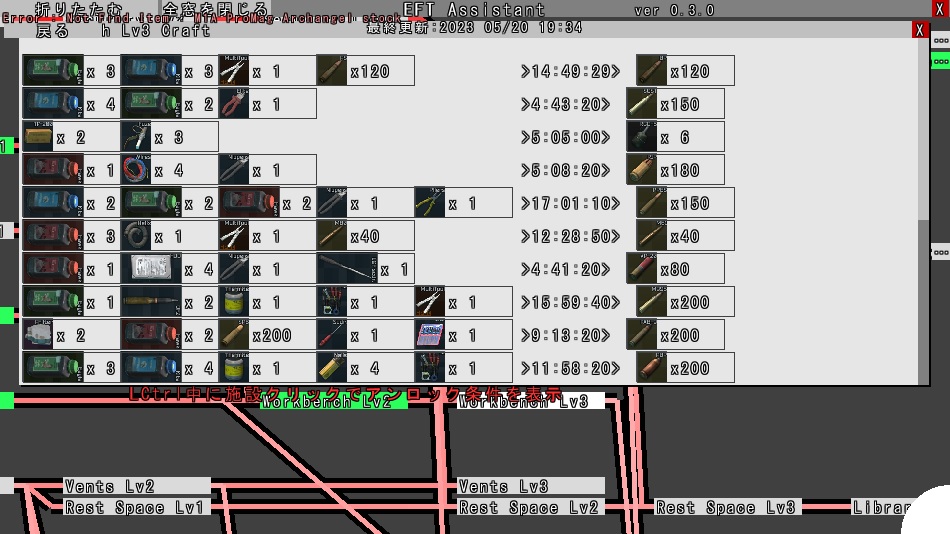 折りたたむ 全窓を閉じる EFT Assistant ver 0.3.0 X
Error : Not Find Item : MTA ProMag Archangel stock
最終更新:2023 05/20 19:34
戻る h Lv3 Craft X
x 3 x 3 x 1 x120 >14:49:29> x120
x 4 x 2 x 1 >4:43:20> x150
x 2 x 3 >5:05:00> x 6
x 1 x 4 x 1 >5:08:20> x180
x 2 x 2 x 2 x 1 x 1 >17:01:10> x150
x 3 x 1 x 1 x40 >12:28:50> x40
x 1 x 4 x 1 x 1 >4:41:20> x80
x 1 x 2 x 1 x 1 x 1 >15:59:40> x200
x 2 x 2 x200 x 1 x 1 >9:13:20> x200
x 3 x 4 x 1 x 4 x 1 >11:58:20> x200
LCtrl中に施設クリックでアンロック条件を表示
Workbench Lv2 Workbench Lv3
Vents Lv2 Vents Lv3
Rest Space Lv1 Rest Space Lv2 Rest Space Lv3 Librar